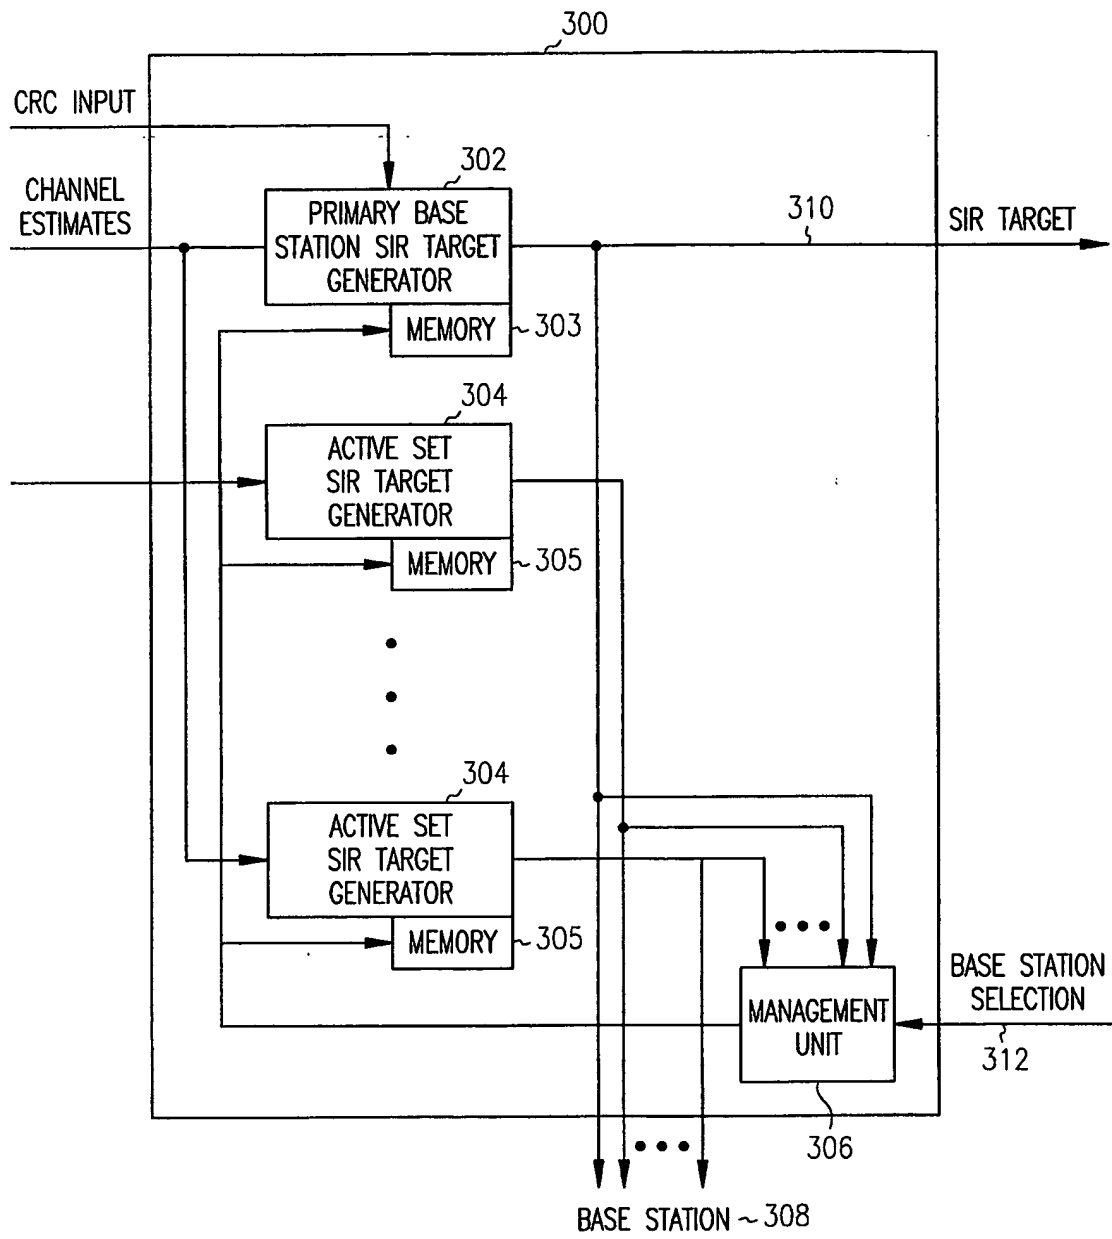 300
CRC INPUT
302
CHANNEL
ESTIMATES
PRIMARY BASE
STATION SIR TARGET
GENERATOR
310
SIR TARGET
MEMORY
303
304
ACTIVE SET
SIR TARGET
GENERATOR
MEMORY
305
304
ACTIVE SET
SIR TARGET
GENERATOR
MEMORY
305
MANAGEMENT
UNIT
BASE STATION
SELECTION
312
306
BASE STATION ~ 308